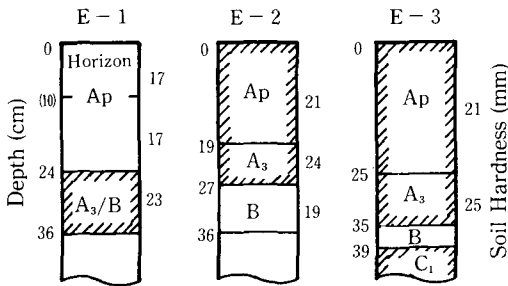 E-1 E-2 E-3
Depth (cm)
0
Horizon
17
(10)
Ap
17
24
A₃/B
23
36
0
Ap
21
19
A₃
24
27
B
19
36
0
Ap
21
25
A₃
25
35
B
39
C₁
Soil Hardness (mm)